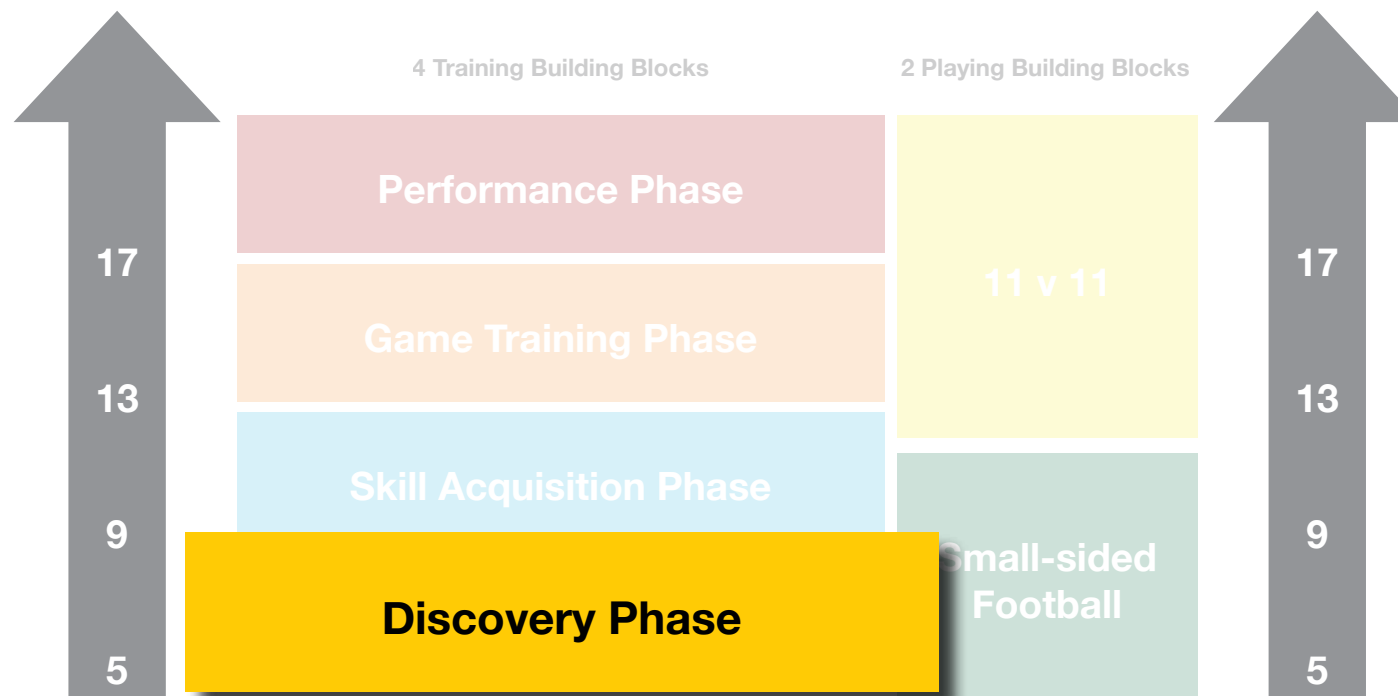 4 Training Building Blocks
2 Playing Building Blocks
Performance Phase
11 v 11
17
17
Game Training Phase
13
13
Skill Acquisition Phase
9
9
Small-sided
Football
Discovery Phase
5
5